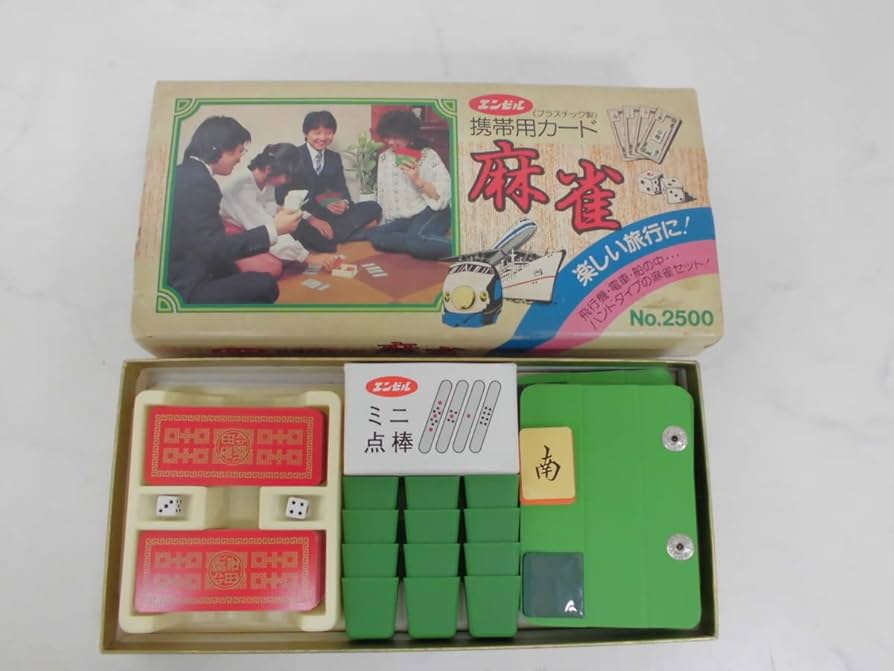 エンゼル
(プラスチック製)
携帯用カード
麻雀
楽しい旅行に!
飛行機・電車・船の中…
ハンドタイプの麻雀セット!
No.2500
麻雀
エンゼル
ミニ
点棒
南